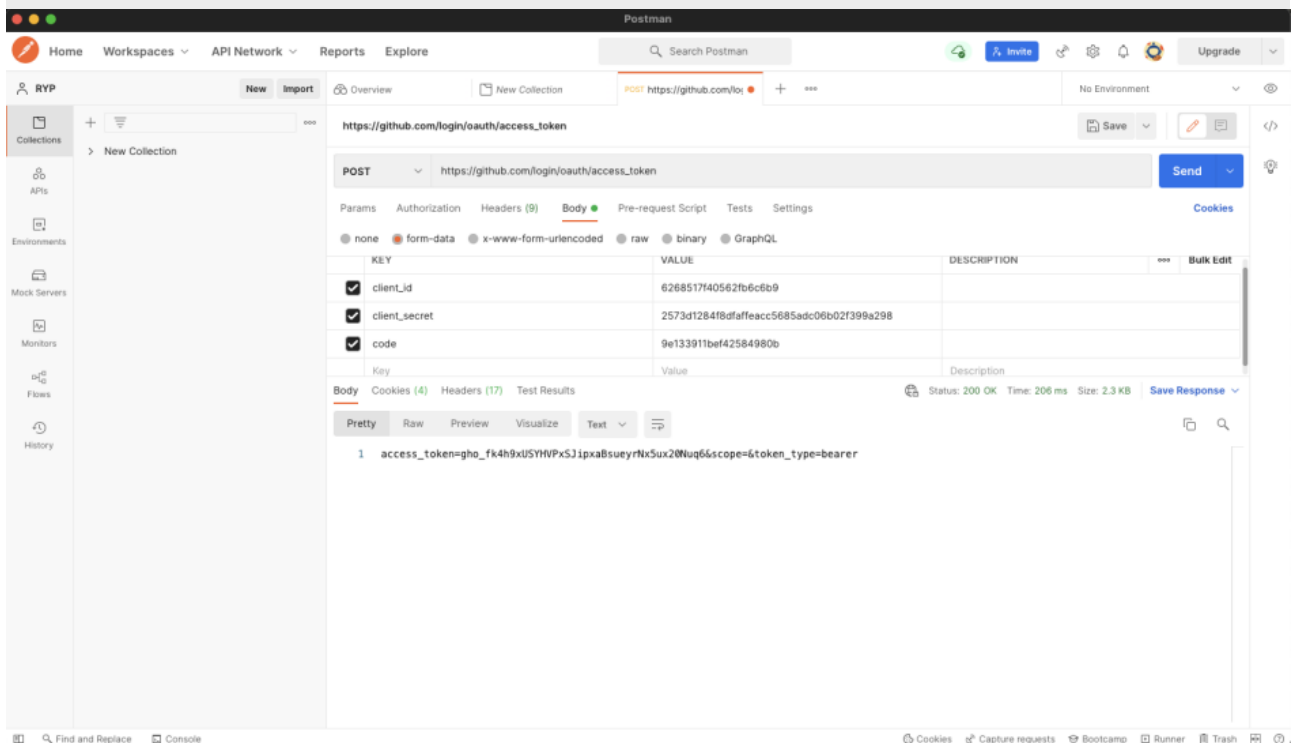 Postman
Home Workspaces API Network Reports Explore Search Postman Invite Upgrade
RYP New Import Overview New Collection POST https://github.com/log No Environment
Collections
https://github.com/login/oauth/access_token Save
New Collection
APIs
POST https://github.com/login/oauth/access_token Send
Params Authorization Headers (9) Body Pre-request Script Tests Settings Cookies
Environments
none form-data x-www-form-urlencoded raw binary GraphQL
KEY VALUE DESCRIPTION Bulk Edit
Mock Servers
client_id 6268517f40562fb6c6b9
client_secret 2573d1284f8dfaffeacc5685adc06b02f399a298
Monitors
code 9e133911bef42584980b
Key Value Description
Flows
Body Cookies (4) Headers (17) Test Results Status: 200 OK Time: 206 ms Size: 2.3 KB Save Response
Pretty Raw Preview Visualize Text
History
1 access_token=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&scope=&token_type=bearer
Find and Replace Console Cookies Capture requests Bootcamp Runner Trash